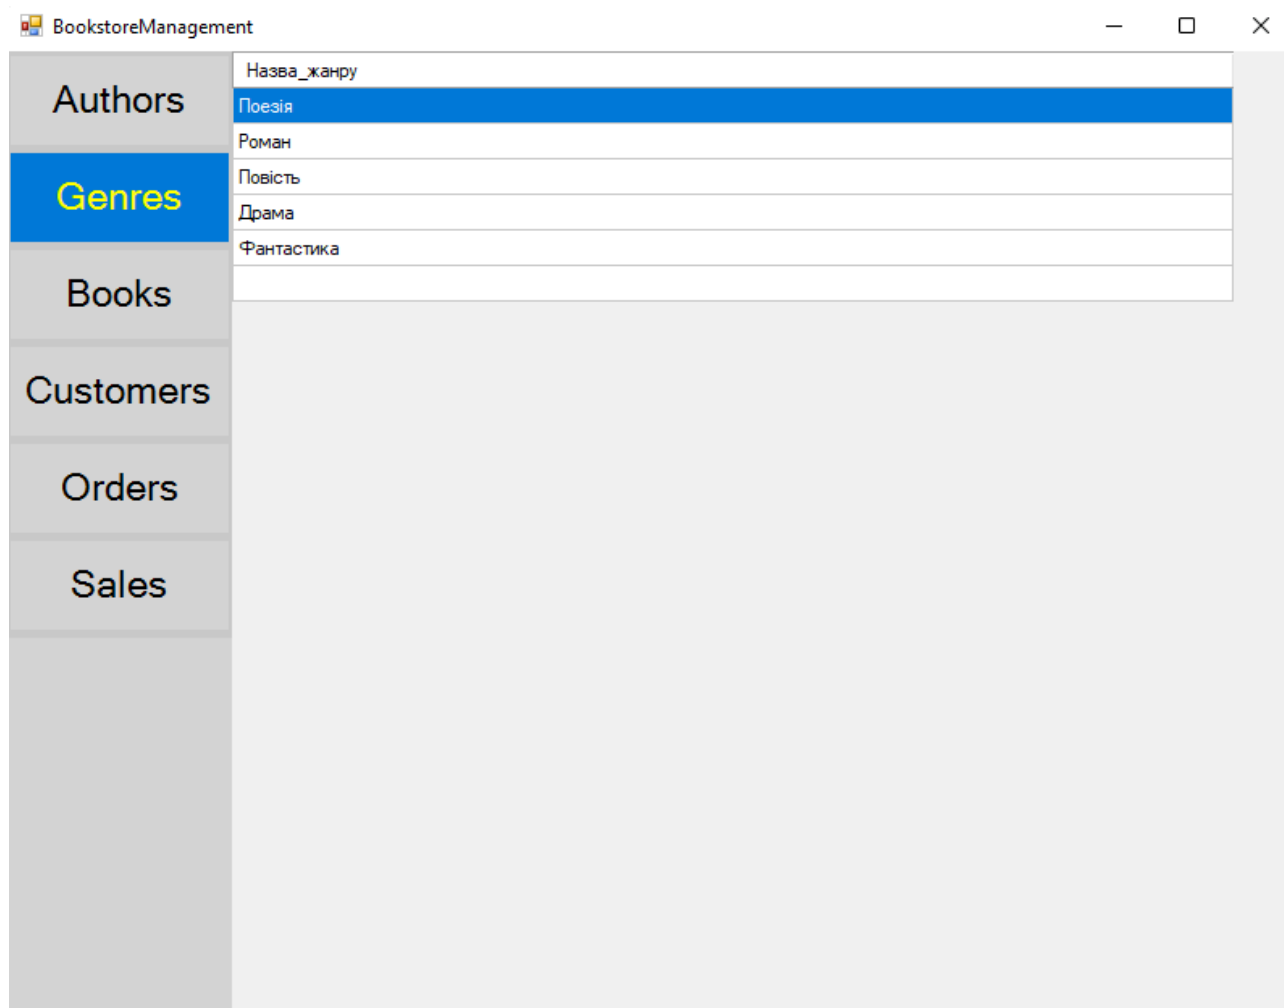 BookstoreManagement
Authors
Genres
Books
Customers
Orders
Sales
Назва_жанру
Поезія
Роман
Повість
Драма
Фантастика